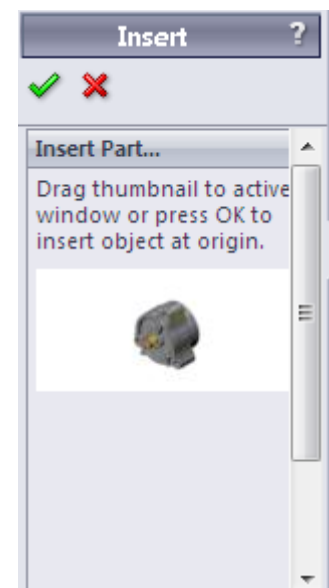 Insert ?
Insert Part...
Drag thumbnail to active
window or press OK to
insert object at origin.